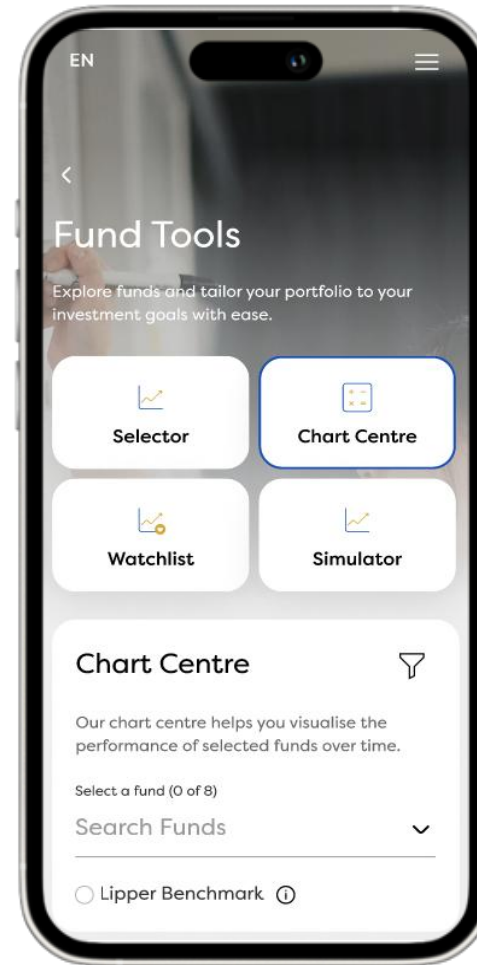 EN
Fund Tools
Explore funds and tailor your portfolio to your
investment goals with ease.
Selector
Chart Centre
Watchlist
Simulator
Chart Centre
Our chart centre helps you visualise the
performance of selected funds over time.
Select a fund (0 of 8)
Search Funds
Lipper Benchmark